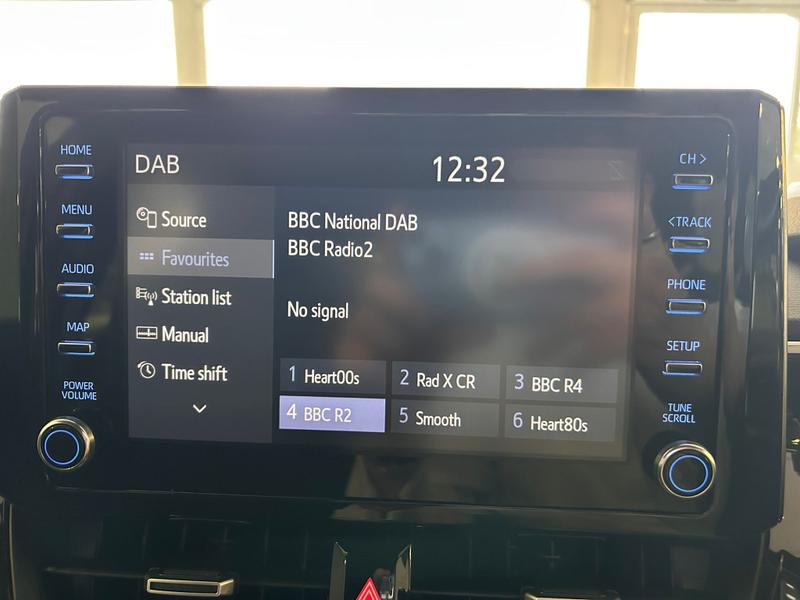 HOME
MENU
AUDIO
MAP
POWER
VOLUME
DAB
12:32
Source
Favourites
Station list
Manual
Time shift
BBC National DAB
BBC Radio2
No signal
1 Heart00s
2 Rad X CR
3 BBC R4
4 BBC R2
5 Smooth
6 Heart80s
CH >
< TRACK
PHONE
SETUP
TUNE
SCROLL